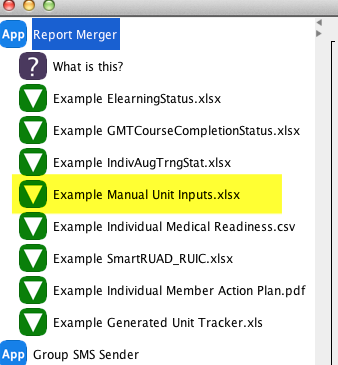 App Report Merger
? What is this?
Example ElearningStatus.xlsx
Example GMTCourseCompletionStatus.xlsx
Example IndivAugTrngStat.xlsx
Example Manual Unit Inputs.xlsx
Example Individual Medical Readiness.csv
Example SmartRUAD_RUIC.xlsx
Example Individual Member Action Plan.pdf
Example Generated Unit Tracker.xls
App Group SMS Sender